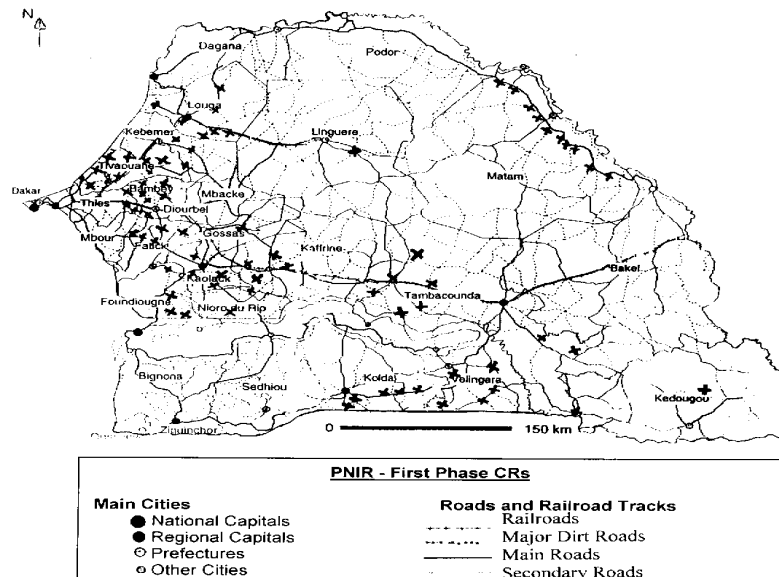 N
Dagana
Podor
Louga
Kebemer
Linguere
Tivaouane
Matam
Dakar
Bambey
Mbacke
Thies
Diourbel
Mbour
Gossas
Fatick
Kaffrine
Bakel
Kaolack
Tambacounda
Foundiougne
Nioro du Rip
Bignona
Sedhiou
Kolda
Velingara
Kedougou
Ziguinchor
0 150 km
PNIR - First Phase CRs
Main Cities
National Capitals
Regional Capitals
Prefectures
Other Cities
Roads and Railroad Tracks
Railroads
Major Dirt Roads
Main Roads
Secondary Roads